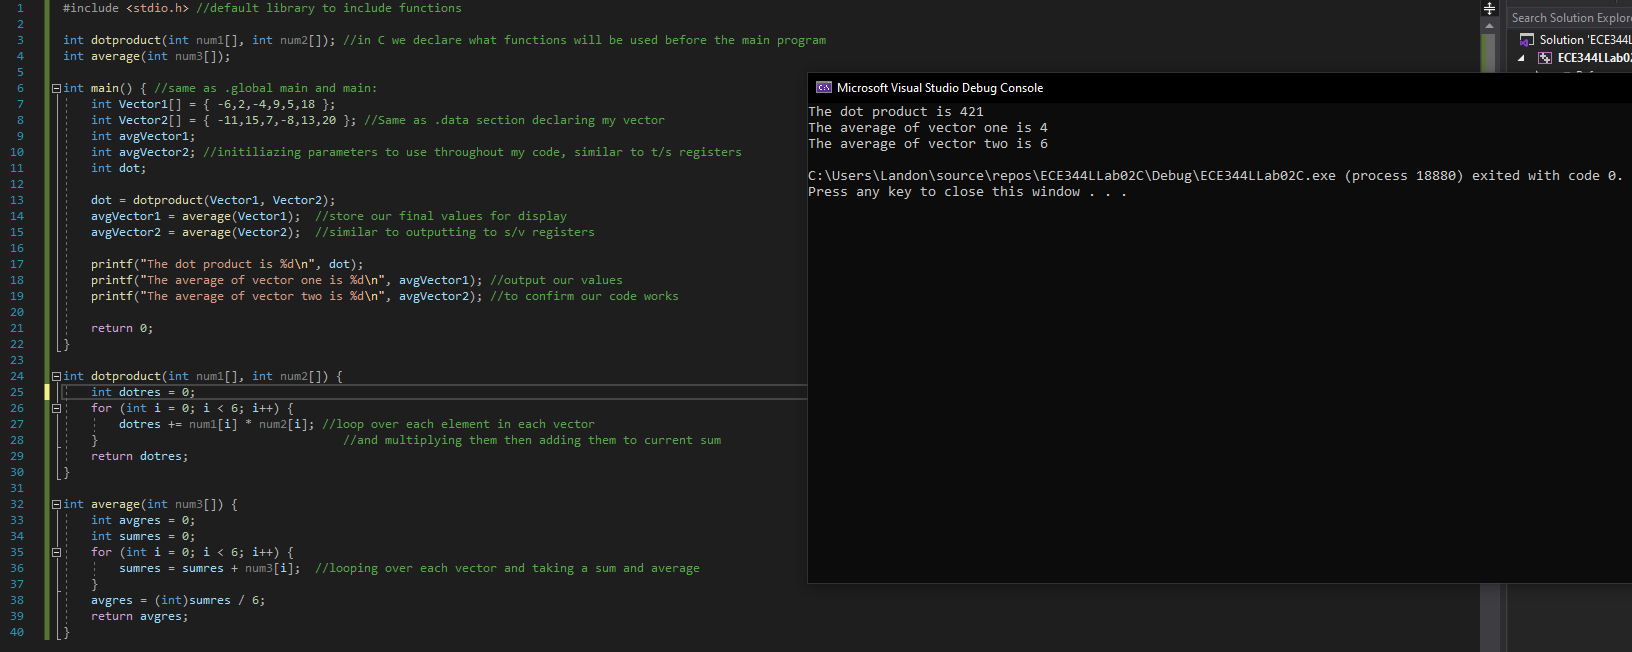 1 #include <stdio.h> //default library to include functions
2
3 int dotproduct(int num1[], int num2[]); //in C we declare what functions will be used before the main program
4 int average(int num3[]);
5
6 int main() { //same as .global main and main:
7 int Vector1[] = { -6,2,-4,9,5,18 };
8 int Vector2[] = { -11,15,7,-8,13,20 }; //Same as .data section declaring my vector
9 int avgVector1;
10 int avgVector2; //initiliazing parameters to use throughout my code, similar to t/s registers
11 int dot;
12
13 dot = dotproduct(Vector1, Vector2);
14 avgVector1 = average(Vector1); //store our final values for display
15 avgVector2 = average(Vector2); //similar to outputting to s/v registers
16
17 printf("The dot product is %d\n", dot);
18 printf("The average of vector one is %d\n", avgVector1); //output our values
19 printf("The average of vector two is %d\n", avgVector2); //to confirm our code works
20
21 return 0;
22 }
23
24 int dotproduct(int num1[], int num2[]) {
25 int dotres = 0;
26 for (int i = 0; i < 6; i++) {
27 dotres += num1[i] * num2[i]; //loop over each element in each vector
28 } //and multiplying them then adding them to current sum
29 return dotres;
30 }
31
32 int average(int num3[]) {
33 int avgres = 0;
34 int sumres = 0;
35 for (int i = 0; i < 6; i++) {
36 sumres = sumres + num3[i]; //looping over each vector and taking a sum and average
37 }
38 avgres = (int)sumres / 6;
39 return avgres;
40 }
Microsoft Visual Studio Debug Console
The dot product is 421
The average of vector one is 4
The average of vector two is 6
C:\Users\Landon\source\repos\ECE344LLab02C\Debug\ECE344LLab02C.exe (process 18880) exited with code 0.
Press any key to close this window . . .
Search Solution Explor
Solution 'ECE344L
ECE344LLab02